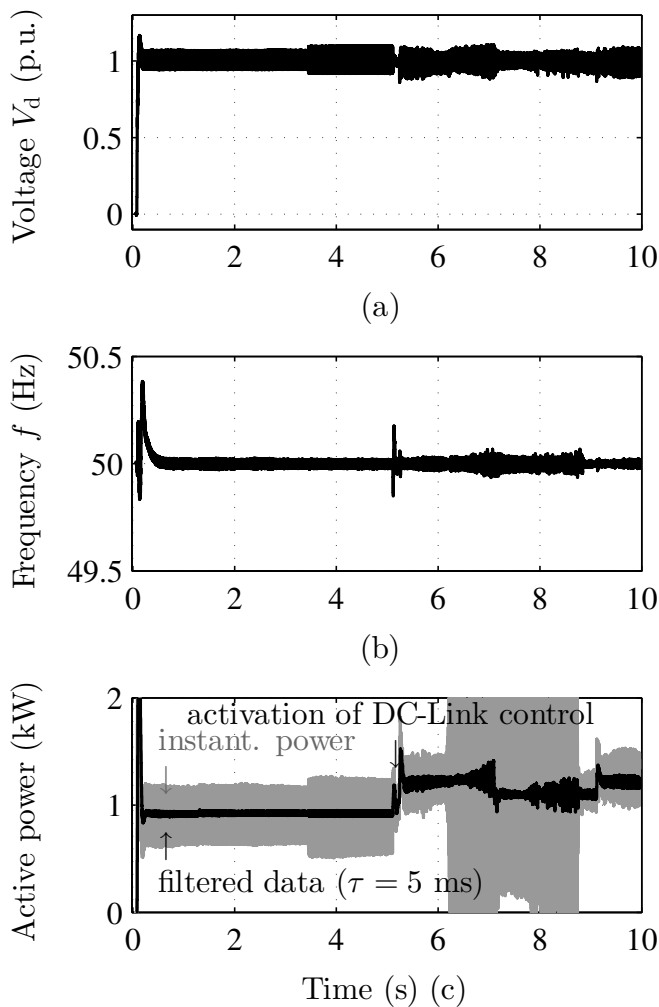 Voltage Vd (p.u.)
1
0.5
0
0 2 4 6 8 10
(a)
Frequency f (Hz)
50.5
50
49.5
0 2 4 6 8 10
(b)
Active power (kW)
2
1
0
activation of DC-Link control
instant. power
filtered data (τ = 5 ms)
0 2 4 6 8 10
Time (s) (c)